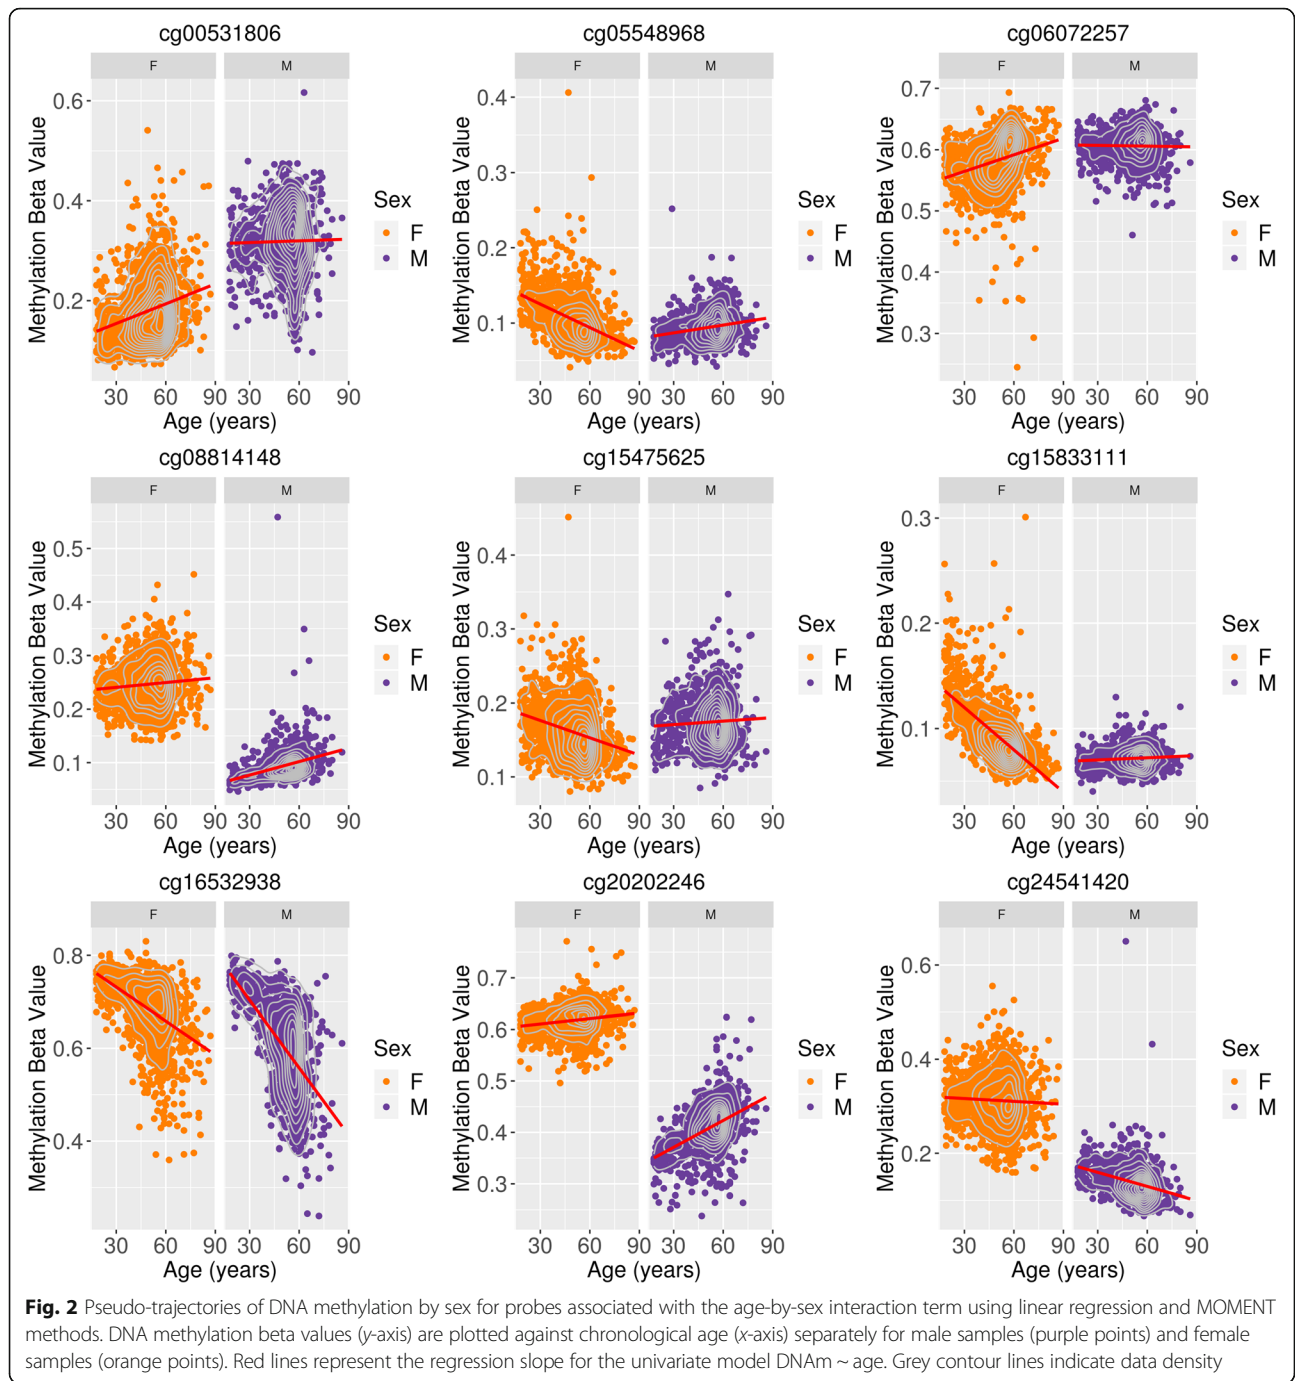 cg00531806
F M
0.6
0.4
0.2
Methylation Beta Value
30 60 90 30 60 90
Age (years)
Sex
F
M
cg05548968
F M
0.4
0.3
0.2
0.1
Methylation Beta Value
30 60 90 30 60 90
Age (years)
Sex
F
M
cg06072257
F M
0.7
0.6
0.5
0.4
0.3
Methylation Beta Value
30 60 90 30 60 90
Age (years)
Sex
F
M
cg08814148
F M
0.5
0.4
0.3
0.2
0.1
Methylation Beta Value
30 60 90 30 60 90
Age (years)
Sex
F
M
cg15475625
F M
0.4
0.3
0.2
0.1
Methylation Beta Value
30 60 90 30 60 90
Age (years)
Sex
F
M
cg15833111
F M
0.3
0.2
0.1
Methylation Beta Value
30 60 90 30 60 90
Age (years)
Sex
F
M
cg16532938
F M
0.8
0.6
0.4
Methylation Beta Value
30 60 90 30 60 90
Age (years)
Sex
F
M
cg20202246
F M
0.7
0.6
0.5
0.4
0.3
Methylation Beta Value
30 60 90 30 60 90
Age (years)
Sex
F
M
cg24541420
F M
0.6
0.4
0.2
Methylation Beta Value
30 60 90 30 60 90
Age (years)
Sex
F
M
Fig. 2 Pseudo-trajectories of DNA methylation by sex for probes associated with the age-by-sex interaction term using linear regression and MOMENT
methods. DNA methylation beta values (y-axis) are plotted against chronological age (x-axis) separately for male samples (purple points) and female
samples (orange points). Red lines represent the regression slope for the univariate model DNAm ~ age. Grey contour lines indicate data density